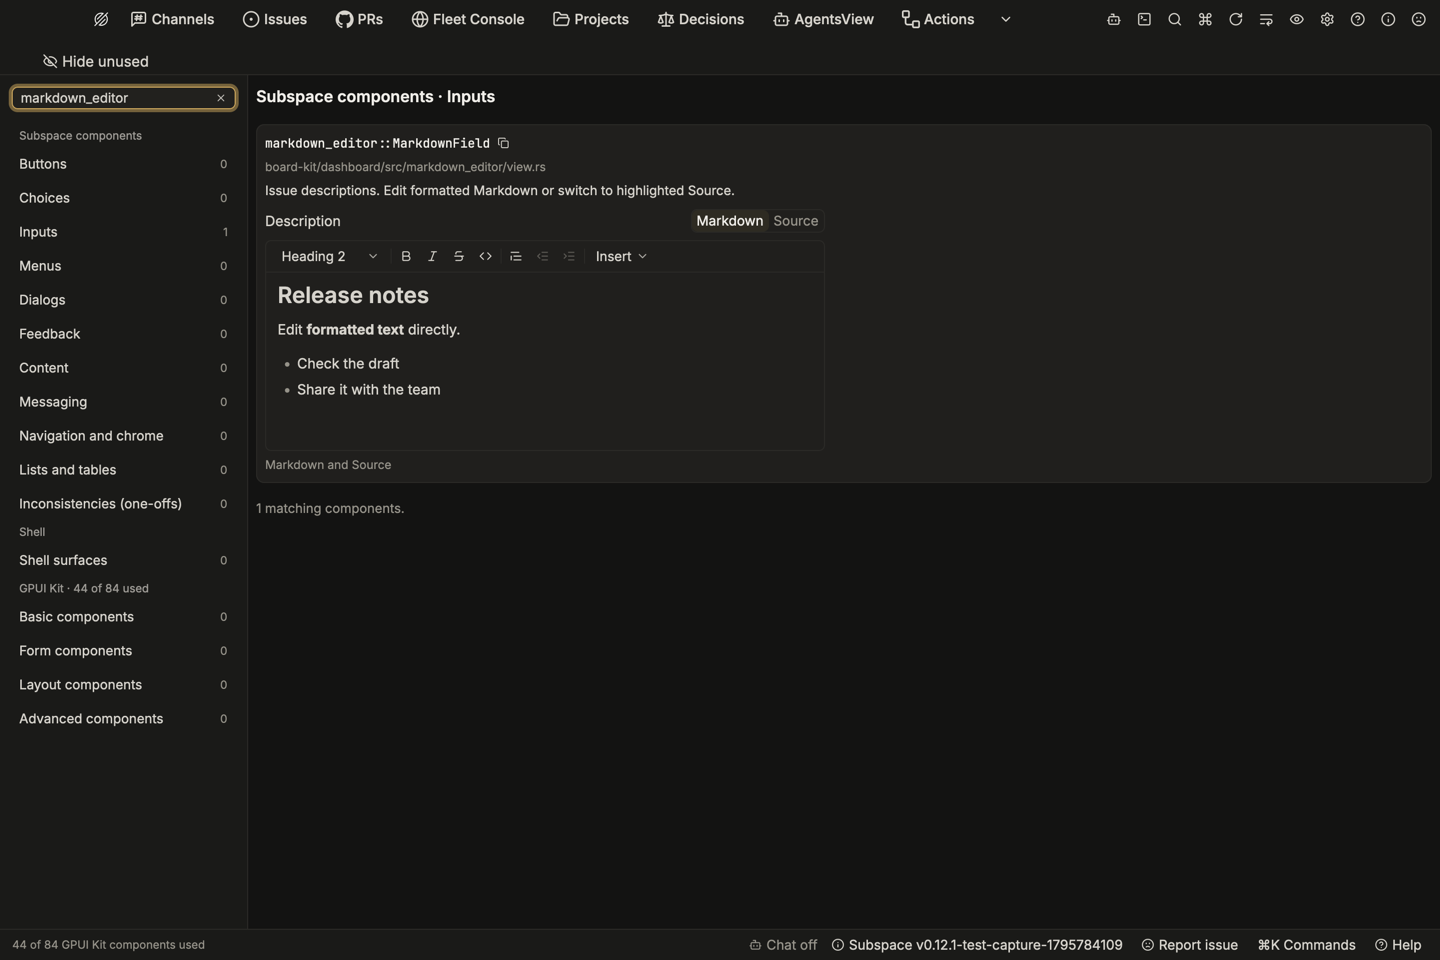 Channels Issues PRs Fleet Console Projects Decisions AgentsView Actions
Hide unused
markdown_editor
Subspace components
Buttons 0
Choices 0
Inputs 1
Menus 0
Dialogs 0
Feedback 0
Content 0
Messaging 0
Navigation and chrome 0
Lists and tables 0
Inconsistencies (one-offs) 0
Shell
Shell surfaces 0
GPUI Kit · 44 of 84 used
Basic components 0
Form components 0
Layout components 0
Advanced components 0
Subspace components · Inputs
markdown_editor::MarkdownField
board-kit/dashboard/src/markdown_editor/view.rs
Issue descriptions. Edit formatted Markdown or switch to highlighted Source.
Description Markdown Source
Heading 2 B I S <> Insert
Release notes
Edit formatted text directly.
• Check the draft
• Share it with the team
Markdown and Source
1 matching components.
44 of 84 GPUI Kit components used Chat off Subspace v0.12.1-test-capture-1795784109 Report issue ⌘K Commands Help